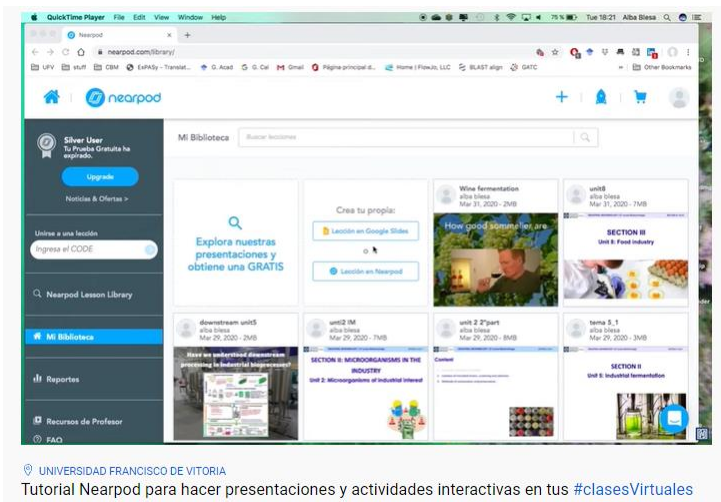 QuickTime Player File Edit View Window Help 75% Tue 18:21 Alba Blesa
Nearpod
nearpod.com/library/
UPV stuff CBM ExPASy - Translat... G. Acad G. Cal Gmail Página principal d... Home | FlowJo, LLC BLAST align GATC » Other Bookmarks
nearpod
Silver User
Tu Prueba Gratuita ha
expirado.
Upgrade
Noticias & Ofertas >
Unirse a una lección
Ingresa el CODE
Nearpod Lesson Library
Mi Biblioteca
Reportes
Recursos de Profesor
FAQ
Mi Biblioteca
Buscar lecciones
Explora nuestras
presentaciones y
obtiene una GRATIS
Crea tu propia:
Lección en Google Slides
o
Lección en Nearpod
Wine fermentation
alba blesa
Mar 31, 2020 - 2MB
How good sommelier are
unit8
alba blesa
Mar 31, 2020 - 7MB
SECTION III
Unit 8: Food industry
downstream unit5
alba blesa
Mar 29, 2020 - 2MB
Have we understood downstream
processing in industrial bioprocesses?
unti2 IM
alba blesa
Mar 29, 2020 - 7MB
SECTION II: MICROORGANISMS IN THE
INDUSTRY
Unit 2: Microorganisms of industrial interest
unit 2 2ºpart
alba blesa
Mar 29, 2020 - 8MB
Content
tema 5_1
alba blesa
Mar 29, 2020 - 3MB
SECTION II
Unit 5: Industrial fermentation
UNIVERSIDAD FRANCISCO DE VITORIA
Tutorial Nearpod para hacer presentaciones y actividades interactivas en tus #clasesVirtuales